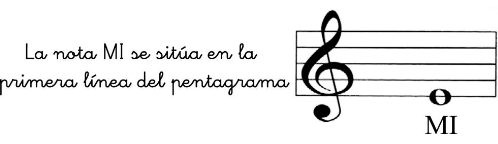 La nota MI se sitúa en la
primera línea del pentagrama
MI